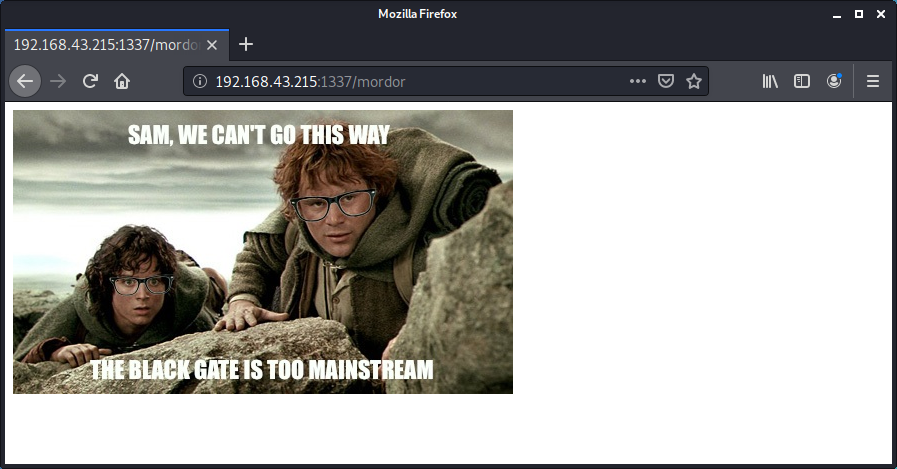 Mozilla Firefox
192.168.43.215:1337/mordo
192.168.43.215:1337/mordor
SAM, WE CAN'T GO THIS WAY
THE BLACK GATE IS TOO MAINSTREAM